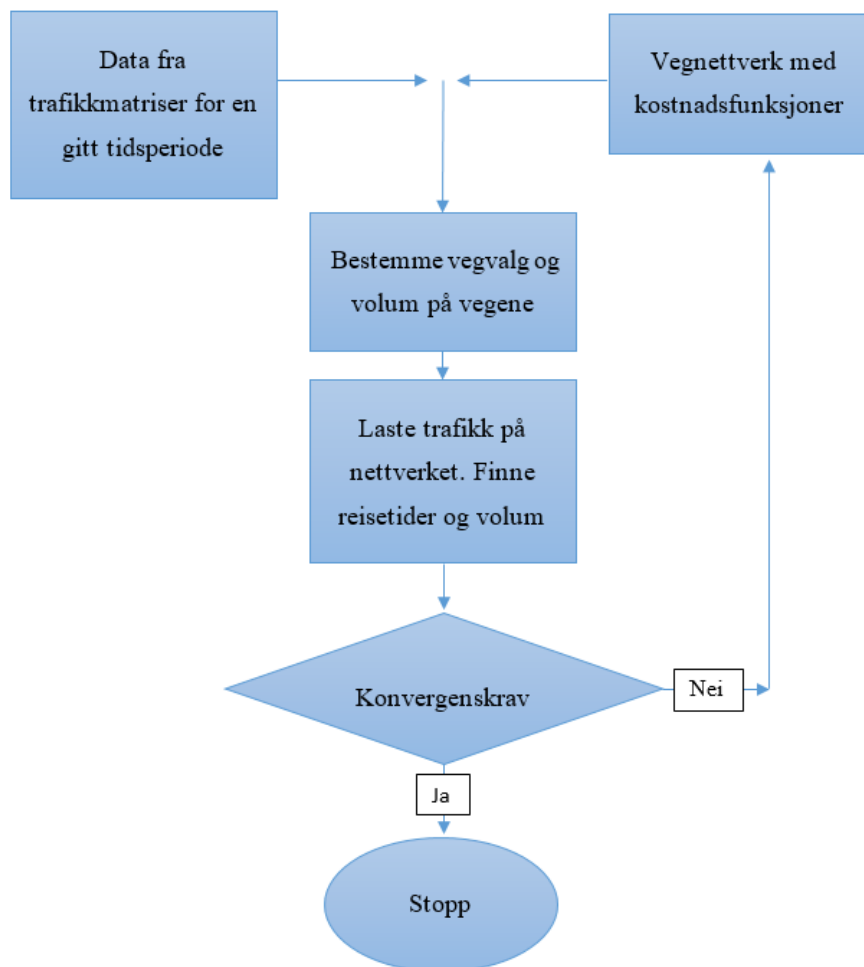 Data fra
trafikkmatriser for en
gitt tidsperiode
Vegnettverk med
kostnadsfunksjoner
Bestemme vegvalg og
volum på vegene
Laste trafikk på
nettverket. Finne
reisetider og volum
Konvergenskrav
Nei
Ja
Stopp